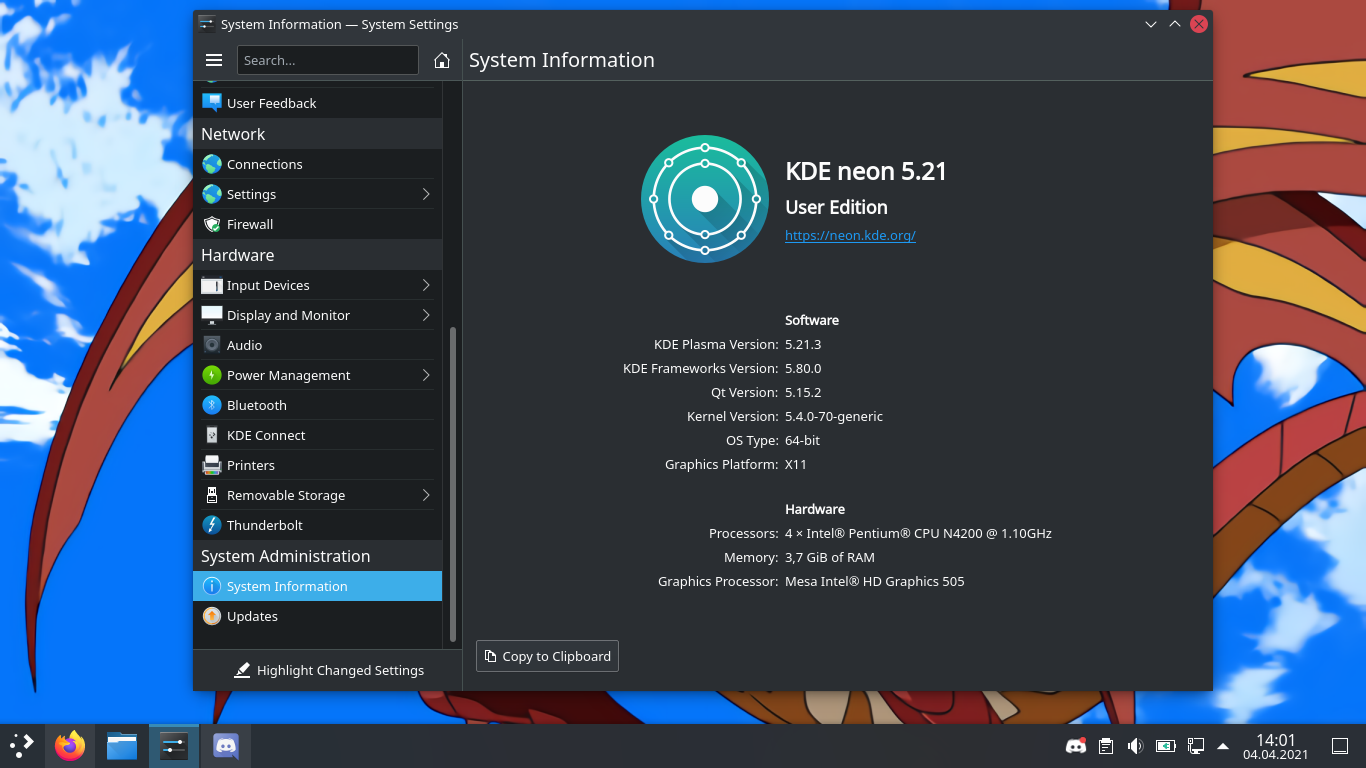 System Information — System Settings
Search...
System Information
User Feedback
Network
Connections
Settings
Firewall
Hardware
Input Devices
Display and Monitor
Audio
Power Management
Bluetooth
KDE Connect
Printers
Removable Storage
Thunderbolt
System Administration
System Information
Updates
Highlight Changed Settings
KDE neon 5.21
User Edition
https://neon.kde.org/
Software
KDE Plasma Version: 5.21.3
KDE Frameworks Version: 5.80.0
Qt Version: 5.15.2
Kernel Version: 5.4.0-70-generic
OS Type: 64-bit
Graphics Platform: X11
Hardware
Processors: 4 × Intel® Pentium® CPU N4200 @ 1.10GHz
Memory: 3,7 GiB of RAM
Graphics Processor: Mesa Intel® HD Graphics 505
Copy to Clipboard
14:01
04.04.2021